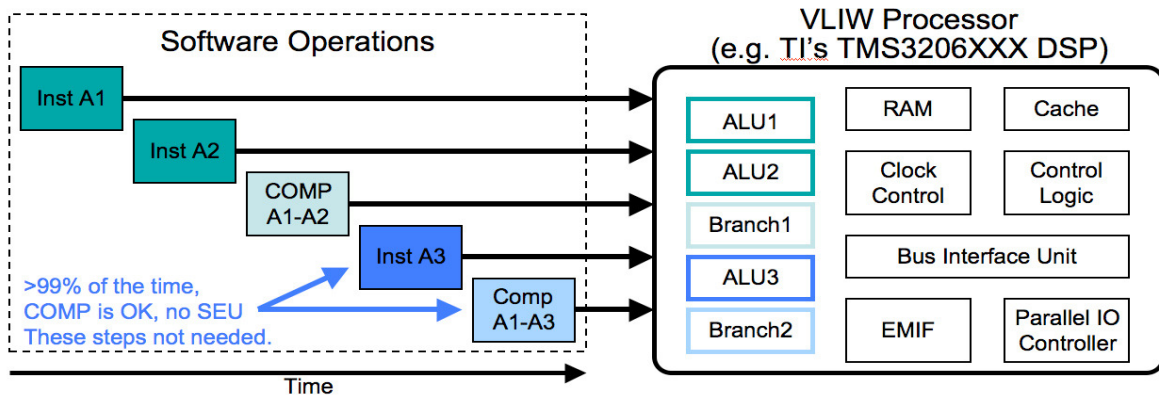 Software Operations
Inst A1
Inst A2
COMP
A1-A2
Inst A3
Comp
A1-A3
>99% of the time,
COMP is OK, no SEU
These steps not needed.
Time
VLIW Processor
(e.g. TI's TMS3206XXX DSP)
ALU1
ALU2
Branch1
ALU3
Branch2
RAM
Cache
Clock
Control
Control
Logic
Bus Interface Unit
EMIF
Parallel IO
Controller